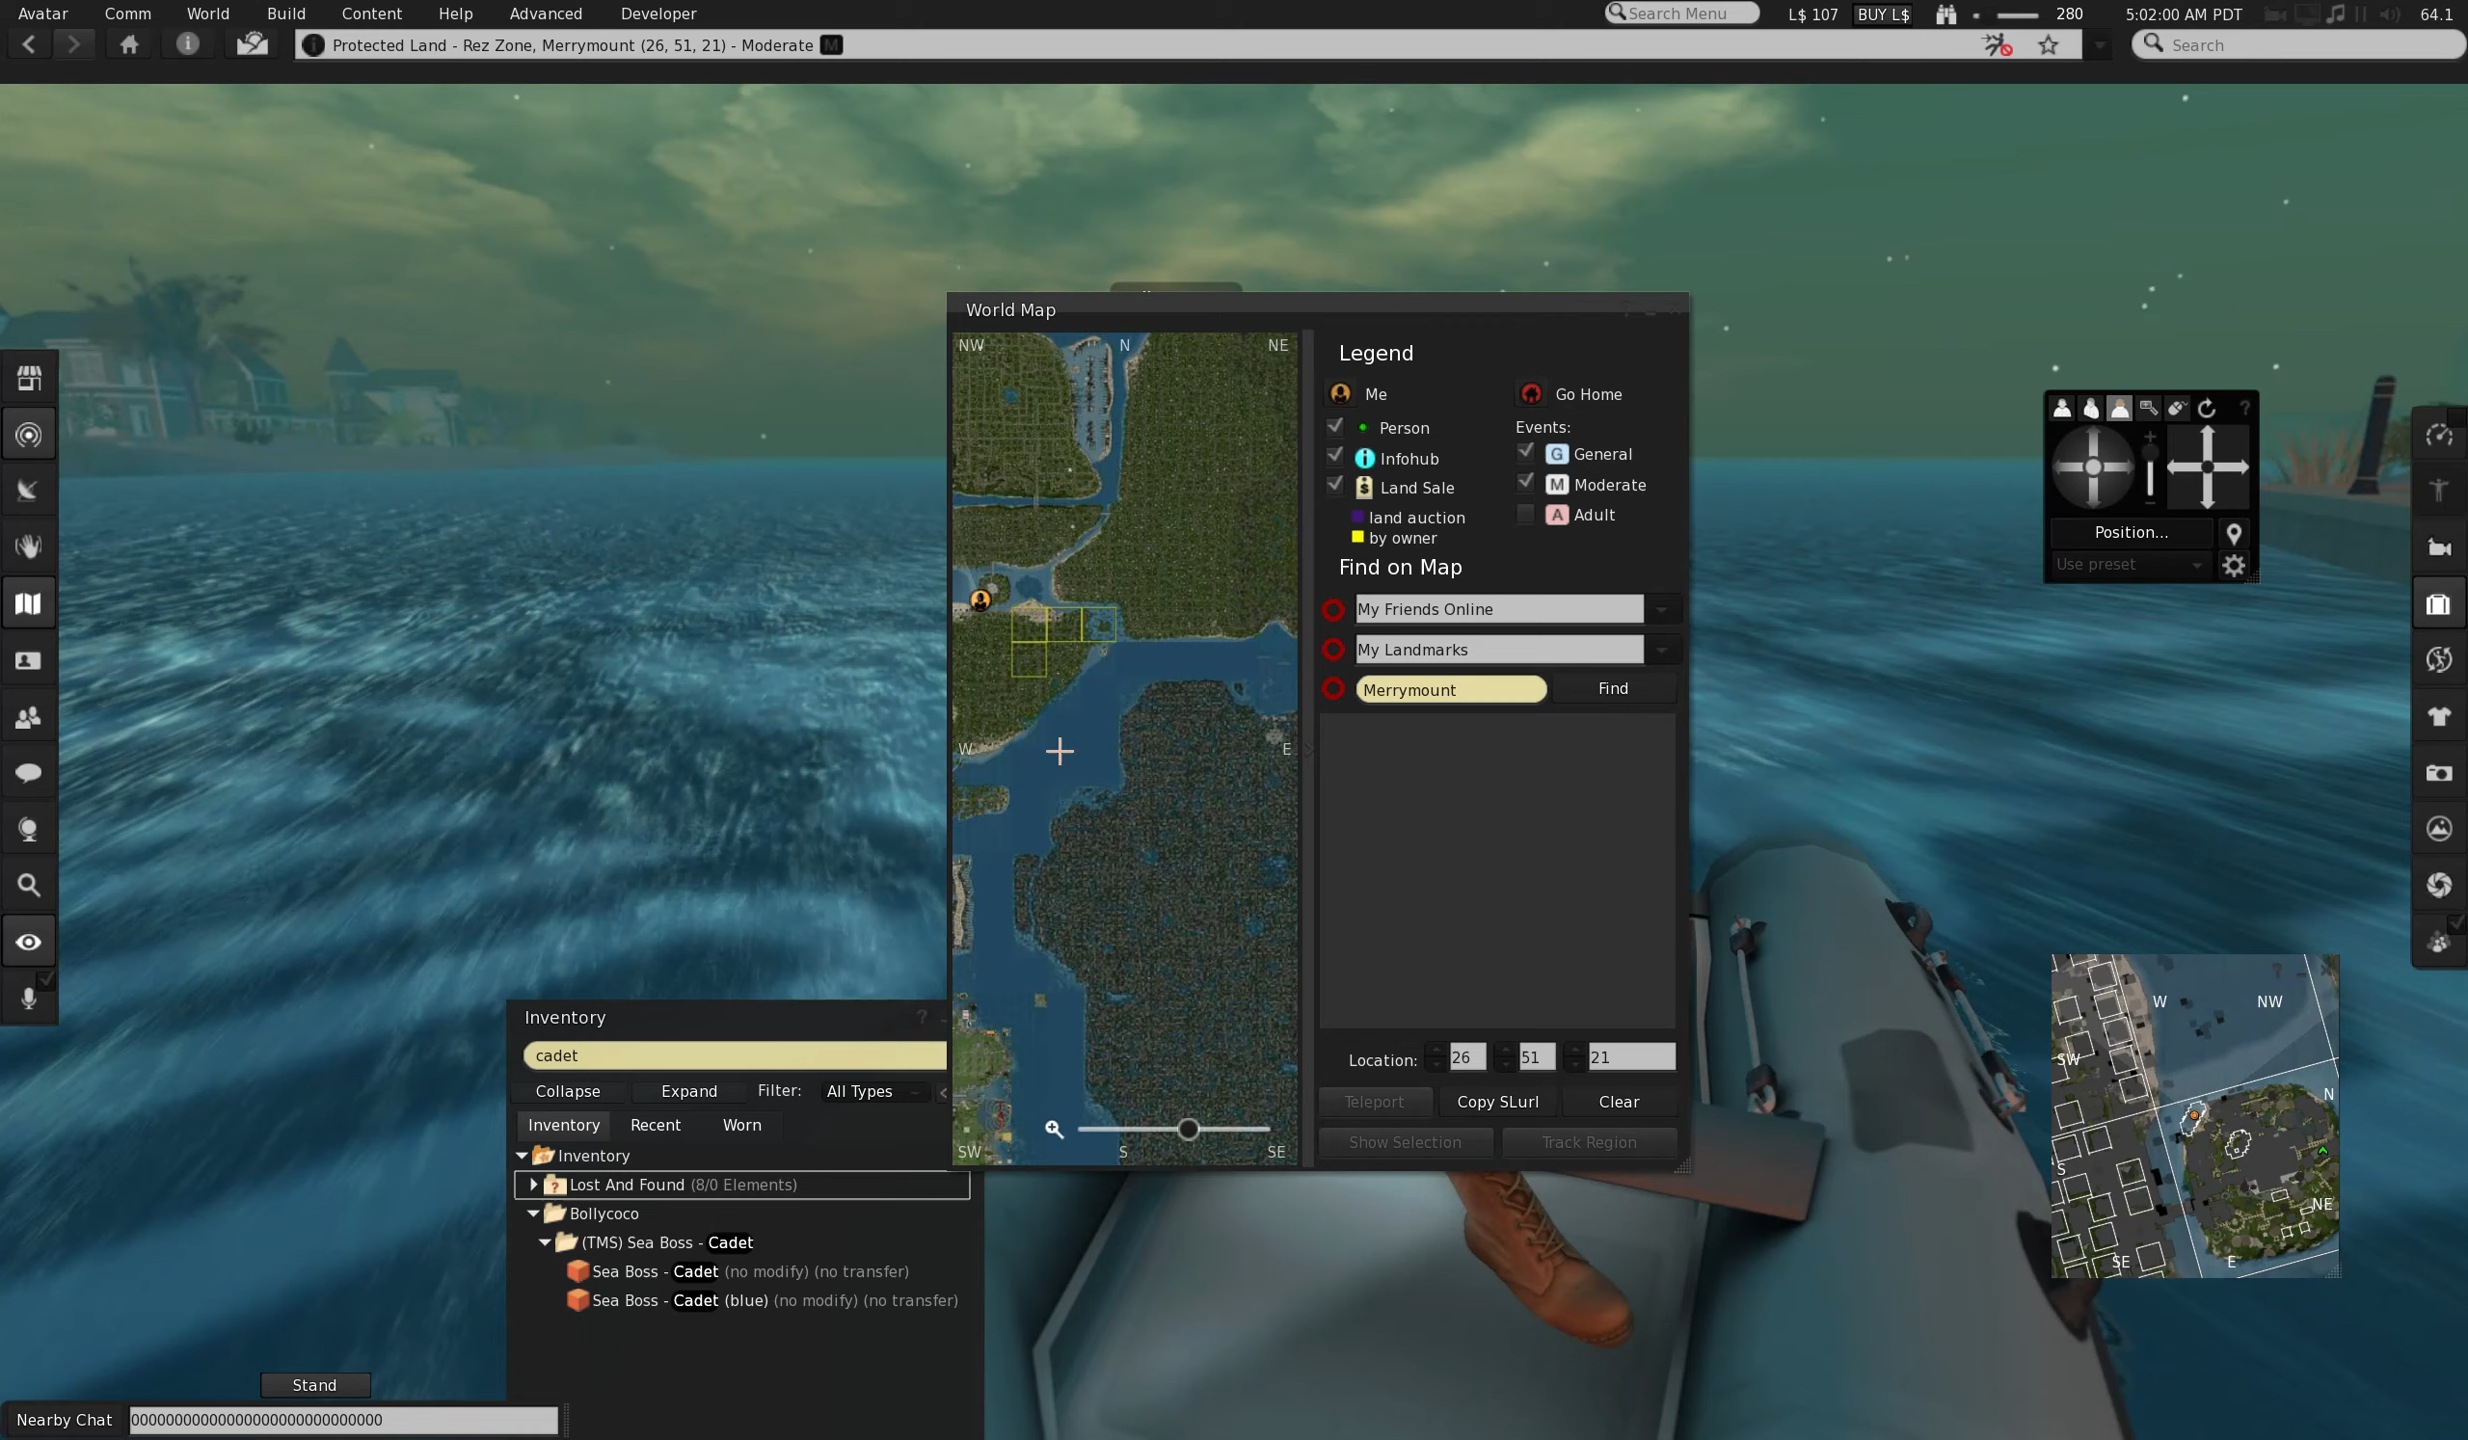 Avatar Comm World Build Content Help Advanced Developer
Search Menu L$ 107 BUY L$ 280 5:02:00 AM PDT 64.1
Protected Land - Rez Zone, Merrymount (26, 51, 21) - Moderate M
Search
World Map
NW N NE
W E
SW S SE
Legend
Me
Go Home
Person
Events:
Infohub
G General
Land Sale
M Moderate
land auction
A Adult
by owner
Find on Map
My Friends Online
My Landmarks
Merrymount Find
Location: 26 51 21
Teleport Copy SLurl Clear
Show Selection Track Region
Position...
Use preset
W NW
SW
N
S
NE
SE E
Inventory
cadet
Collapse Expand Filter: All Types
Inventory Recent Worn
Inventory
Lost And Found (8/0 Elements)
Bollycoco
(TMS) Sea Boss - Cadet
Sea Boss - Cadet (no modify) (no transfer)
Sea Boss - Cadet (blue) (no modify) (no transfer)
Stand
Nearby Chat